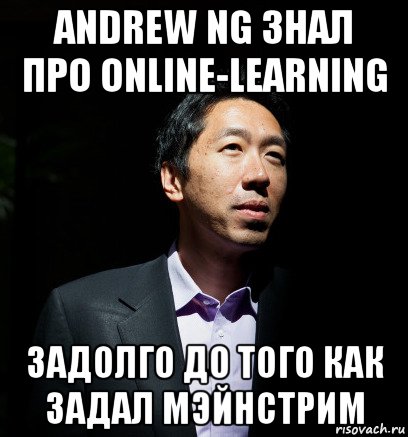 ANDREW NG ЗНАЛ
ПРО ONLINE-LEARNING
ЗАДОЛГО ДО ТОГО КАК
ЗАДАЛ МЭЙНСТРИМ
risovach.ru